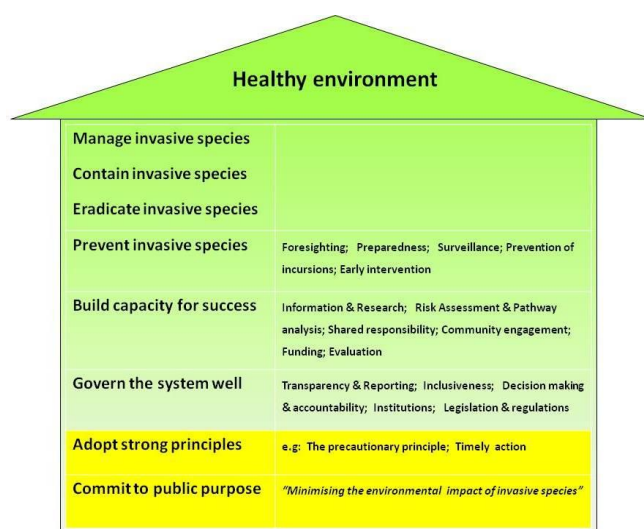 Healthy environment
Manage invasive species
Contain invasive species
Eradicate invasive species
Prevent invasive species
Foresighting; Preparedness; Surveillance; Prevention of
incursions; Early intervention
Build capacity for success
Information & Research; Risk Assessment & Pathway
analysis; Shared responsibility; Community engagement;
Funding; Evaluation
Govern the system well
Transparency & Reporting; Inclusiveness; Decision making
& accountability; Institutions; Legislation & regulations
Adopt strong principles
e.g: The precautionary principle; Timely action
Commit to public purpose
“Minimising the environmental impact of invasive species”